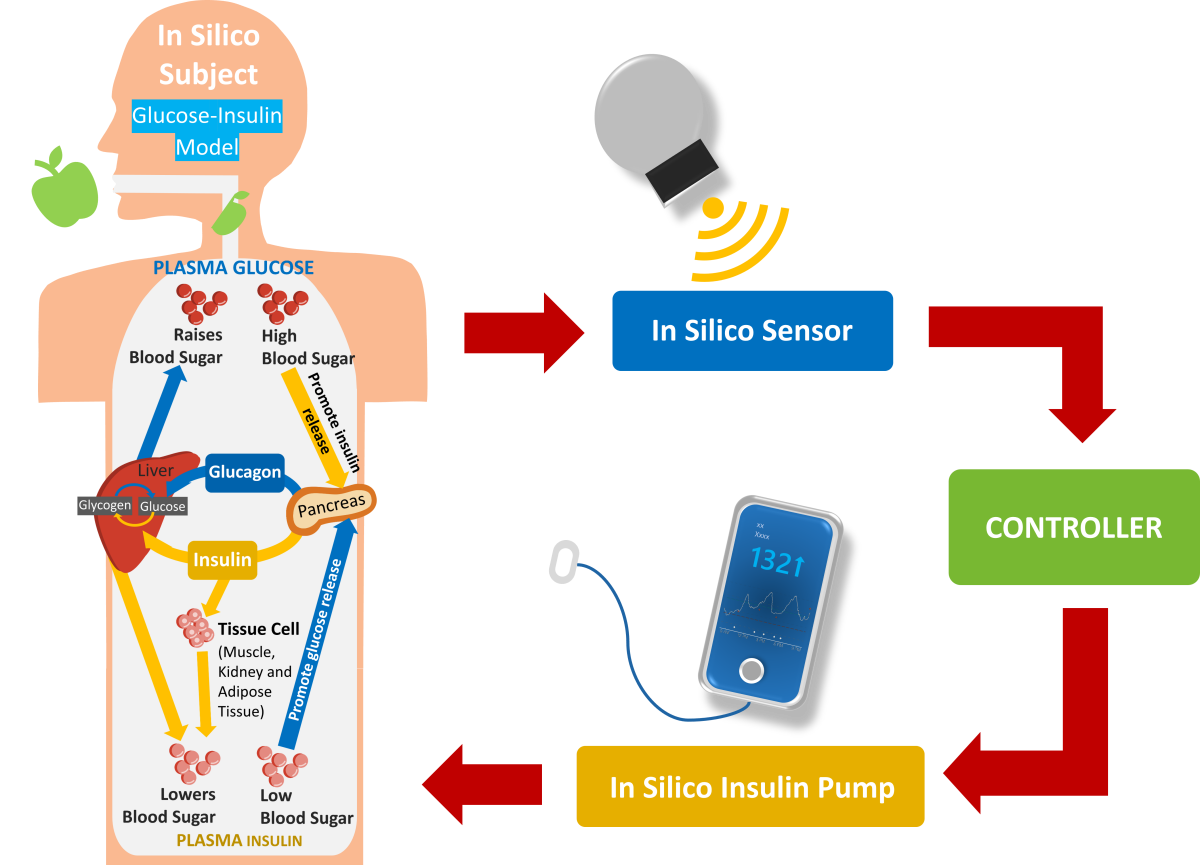 In Silico
Subject
Glucose-Insulin
Model
PLASMA GLUCOSE
Raises
Blood Sugar
High
Blood Sugar
Promote insulin
release
Liver
Glucagon
Glycogen
Glucose
Pancreas
Insulin
Promote glucose release
Tissue Cell
(Muscle,
Kidney and
Adipose
Tissue)
Lowers
Blood Sugar
Low
Blood Sugar
PLASMA INSULIN
In Silico Sensor
CONTROLLER
xx
Xxxx
132↑
In Silico Insulin Pump